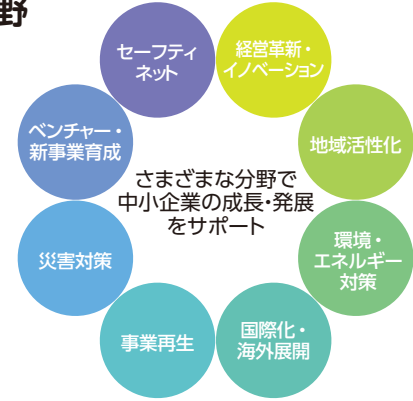 野
セーフティ
ネット
経営革新・
イノベーション
地域活性化
環境・
エネルギー
対策
国際化・
海外展開
事業再生
災害対策
ベンチャー・
新事業育成
さまざまな分野で
中小企業の成長・発展
をサポート